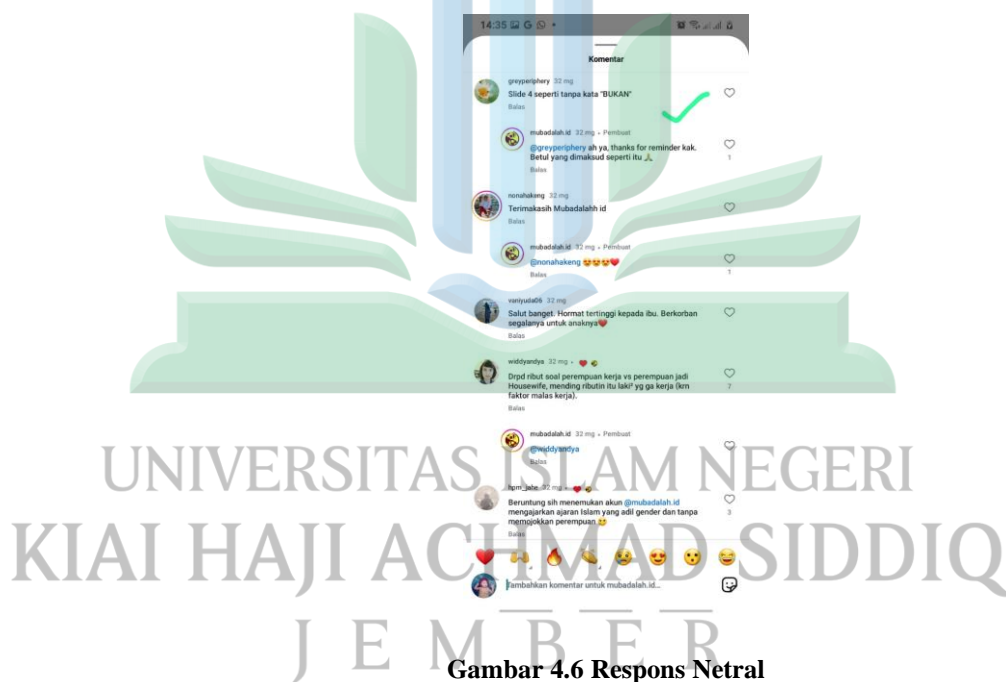 14:35
Komentar
greyperiphery 32 mg
Slide 4 seperti tanpa kata "BUKAN"
Balas
mubadalah.id 32 mg • Pembuat
@greyperiphery ah ya, thanks for reminder kak.
Betul yang dimaksud seperti itu 🙏
1
Balas
nonahakeng 32 mg
Terimakasih Mubadalahh id
Balas
mubadalah.id 32 mg • Pembuat
@nonahakeng 😍😍😍❤️
1
Balas
vaniyuda06 32 mg
Salut banget. Hormat tertinggi kepada ibu. Berkorban
segalanya untuk anaknya❤️
Balas
widdyandya 32 mg •
Drpd ribut soal perempuan kerja vs perempuan jadi
Housewife, mending ributin itu laki² yg ga kerja (krn
faktor malas kerja).
7
Balas
mubadalah.id 32 mg • Pembuat
@widdyandya
Balas
UNIVERSITAS ISLAM NEGERI
hpm_jabe 32 mg •
Beruntung sih menemukan akun @mubadalah.id
mengajarkan ajaran Islam yang adil gender dan tanpa
memojokkan perempuan
3
Balas
KIAI HAJI ACHMAD SIDDIQ
Tambahkan komentar untuk mubadalah.id...
JEMBER
Gambar 4.6 Respons Netral